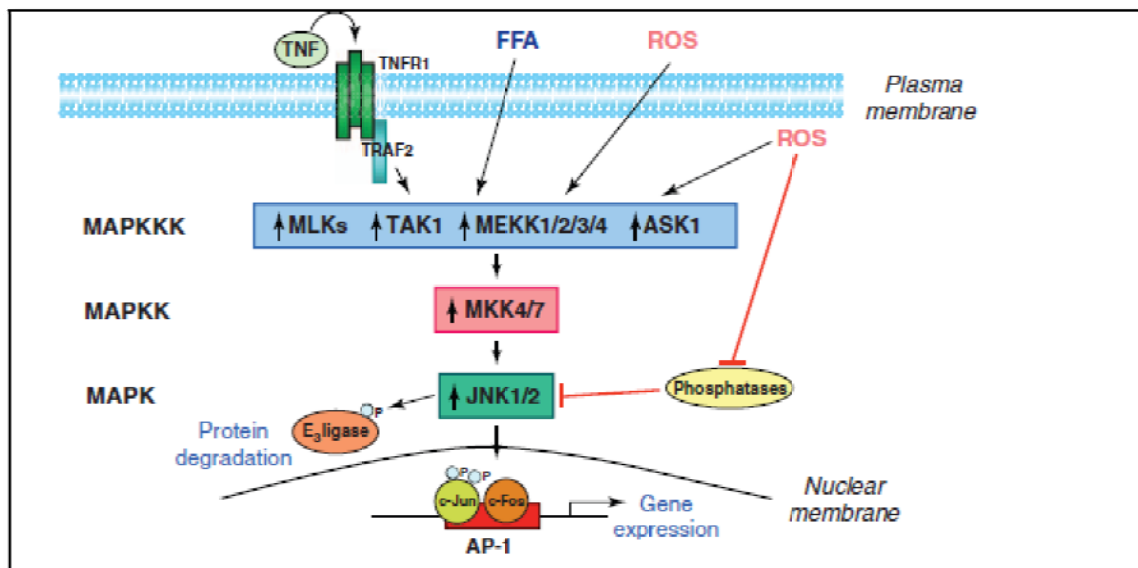 TNF
TNFR1
FFA
ROS
Plasma
membrane
TRAF2
ROS
MAPKKK
MLKs TAK1 MEKK1/2/3/4 ASK1
MAPKK
MKK4/7
MAPK
JNK1/2
Phosphatases
P
E3ligase
Protein
degradation
P P
c-Jun c-Fos
AP-1
Gene
expression
Nuclear
membrane